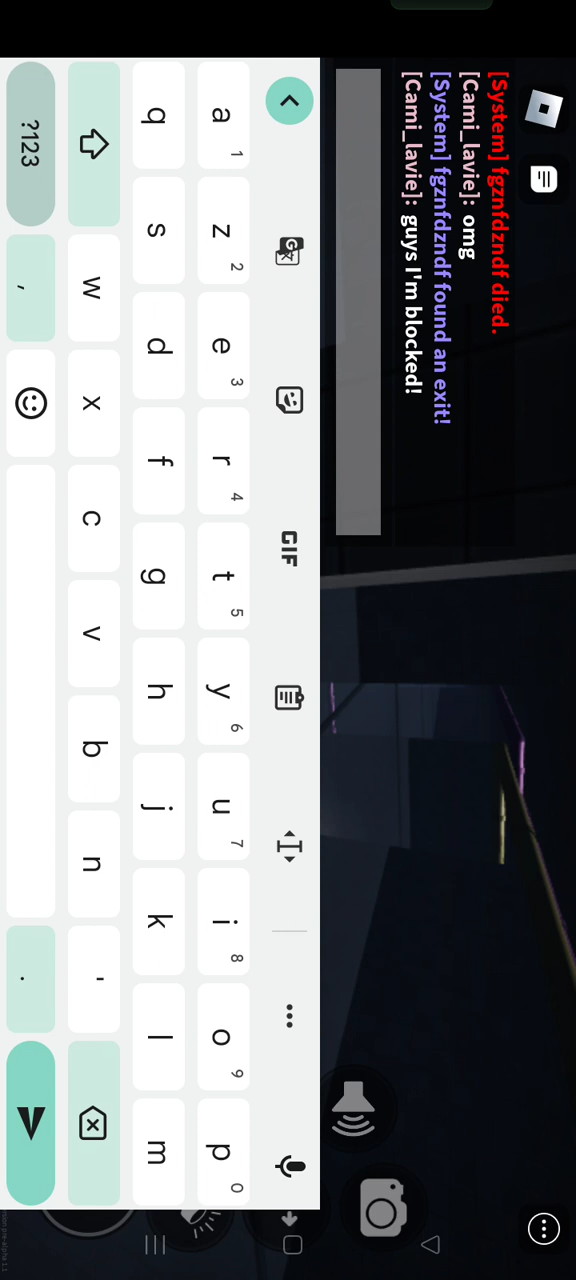 [System] fgznfdzndf died.
[Cami_lavie]: omg
[System] fgznfdzndf found an exit!
[Cami_lavie]: guys I'm blocked!
GIF
a 1 z 2 e 3 r 4 t 5 y 6 u 7 i 8 o 9 p 0
q s d f g h j k l m
w x c v b n '
?123 , .